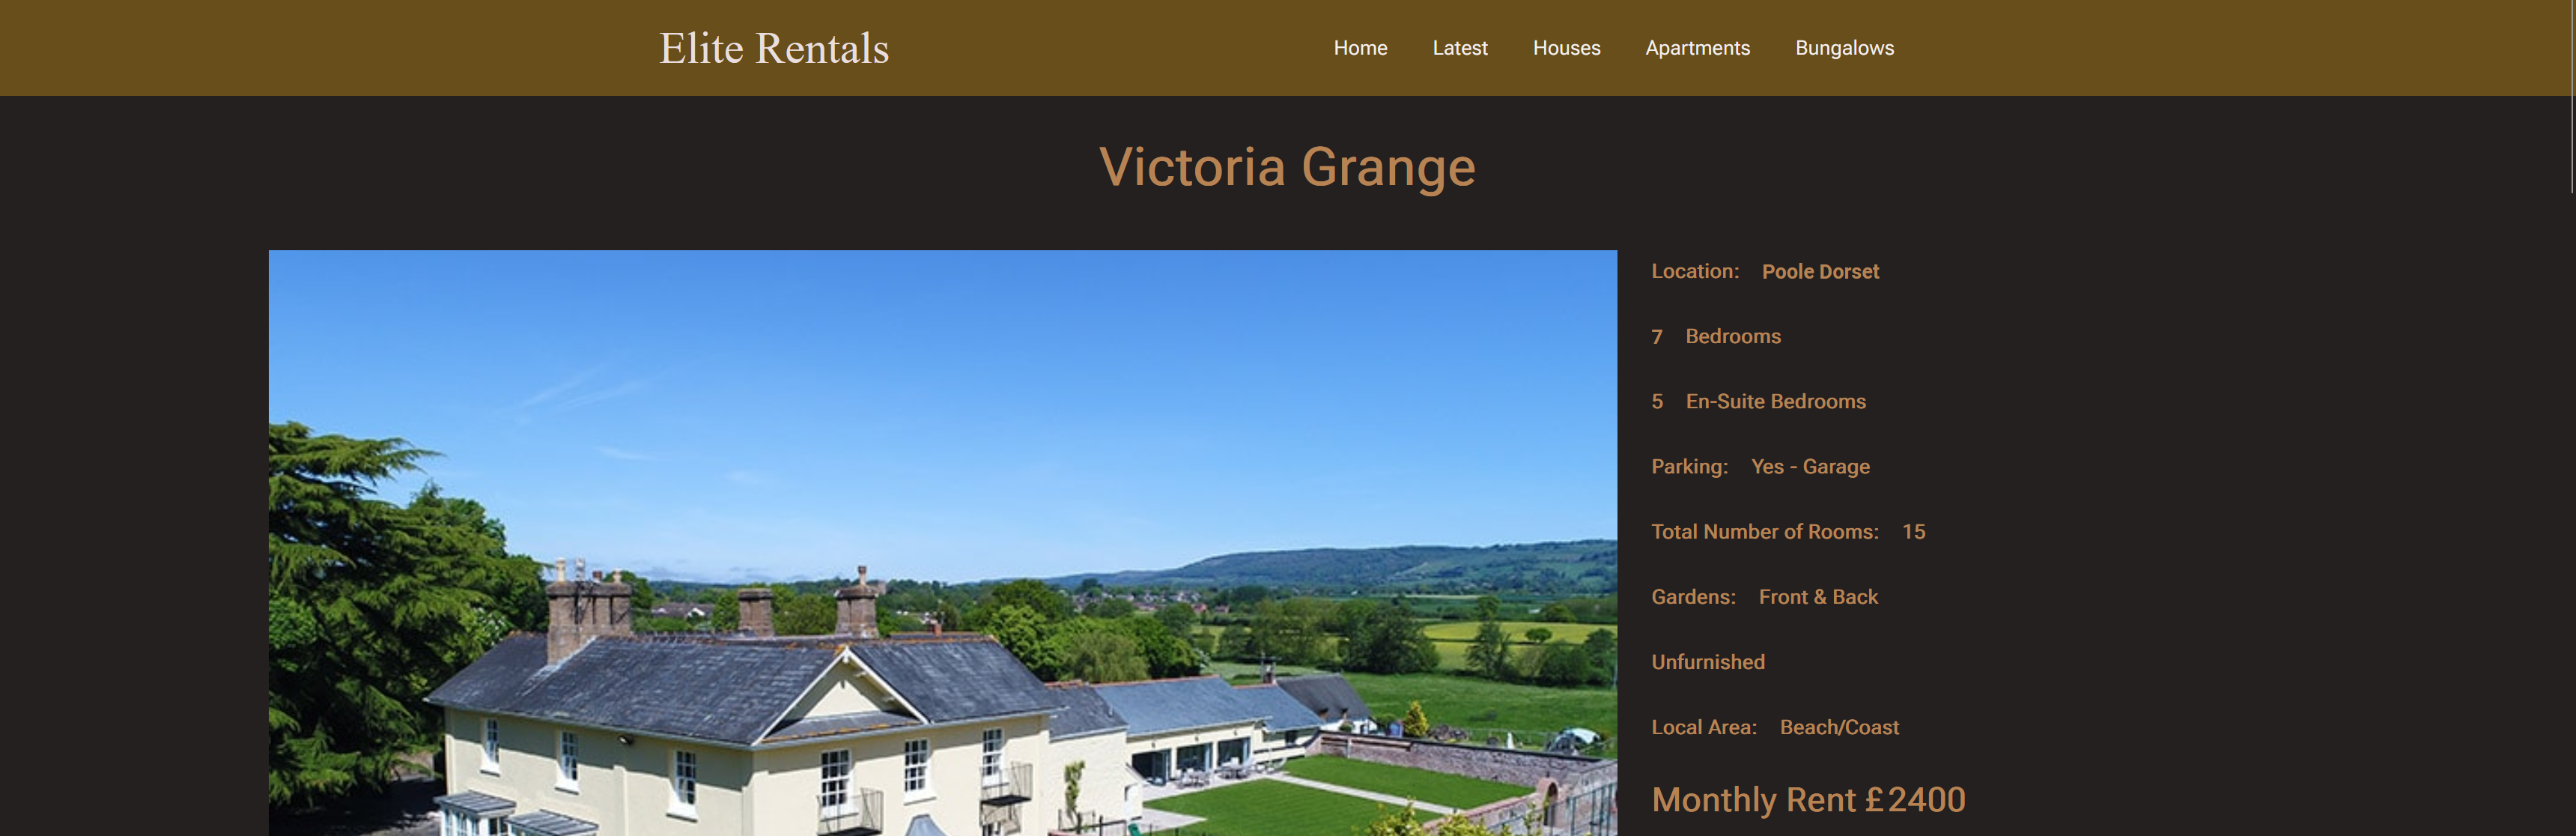 Elite Rentals
Home Latest Houses Apartments Bungalows
Victoria Grange
Location: Poole Dorset
7 Bedrooms
5 En-Suite Bedrooms
Parking: Yes - Garage
Total Number of Rooms: 15
Gardens: Front & Back
Unfurnished
Local Area: Beach/Coast
Monthly Rent £2400